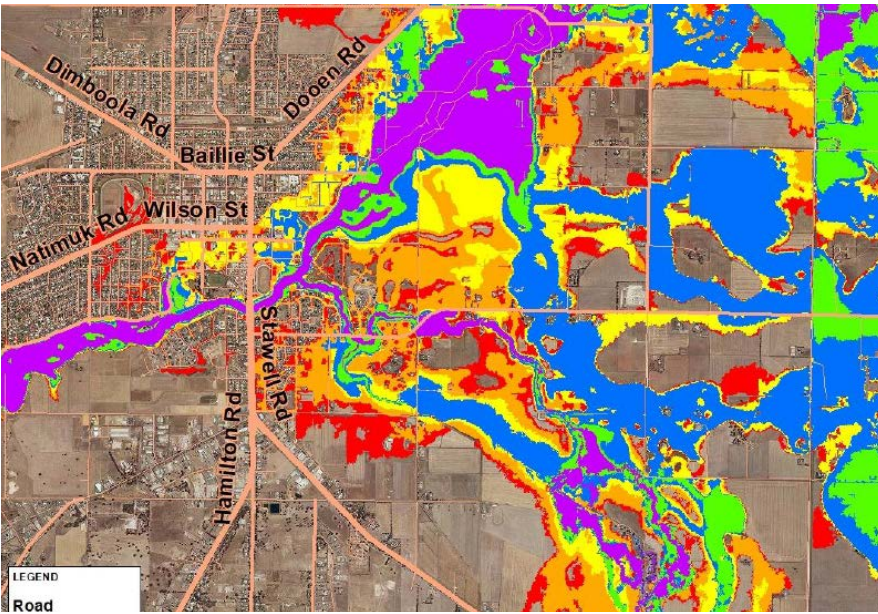 Dimboola Rd
Dooen Rd
Baillie St
Wilson St
Natimuk Rd
Stawell Rd
Hamilton Rd
LEGEND
Road